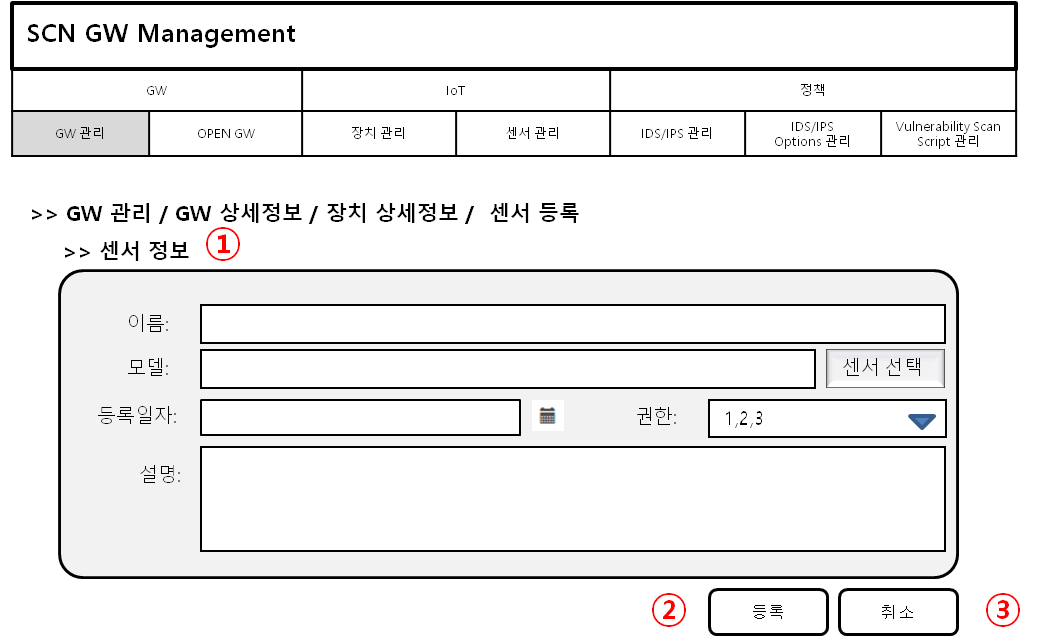 SCN GW Management
GW IoT 정책
GW 관리 OPEN GW 장치 관리 센서 관리 IDS/IPS 관리 IDS/IPS Options 관리 Vulnerability Scan Script 관리
>> GW 관리 / GW 상세정보 / 장치 상세정보 / 센서 등록
>> 센서 정보 ①
이름:
모델: 센서 선택
등록일자: 권한: 1,2,3
설명:
② 등록 취소 ③